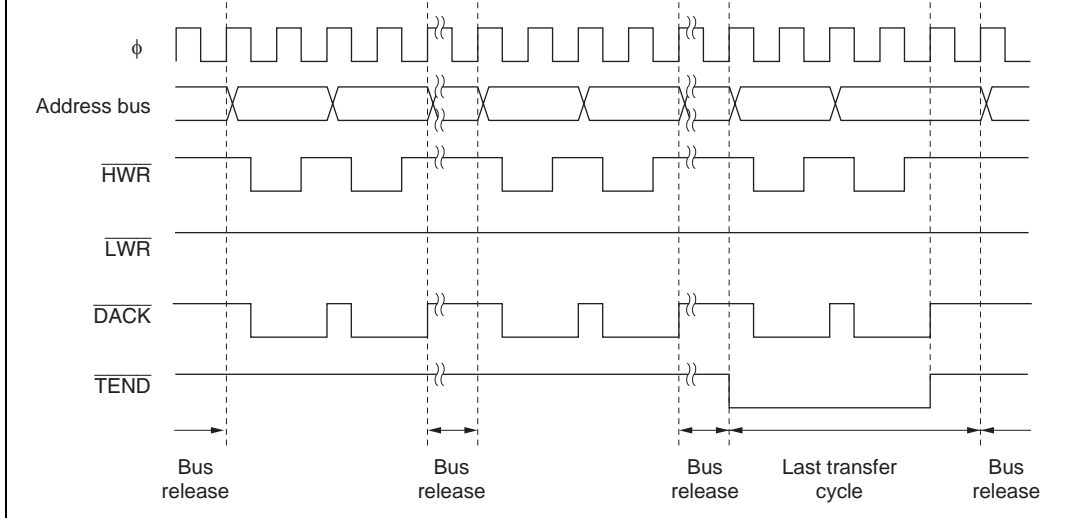 φ
Address bus
HWR
LWR
DACK
TEND
Bus
release
Bus
release
Bus
release
Last transfer
cycle
Bus
release